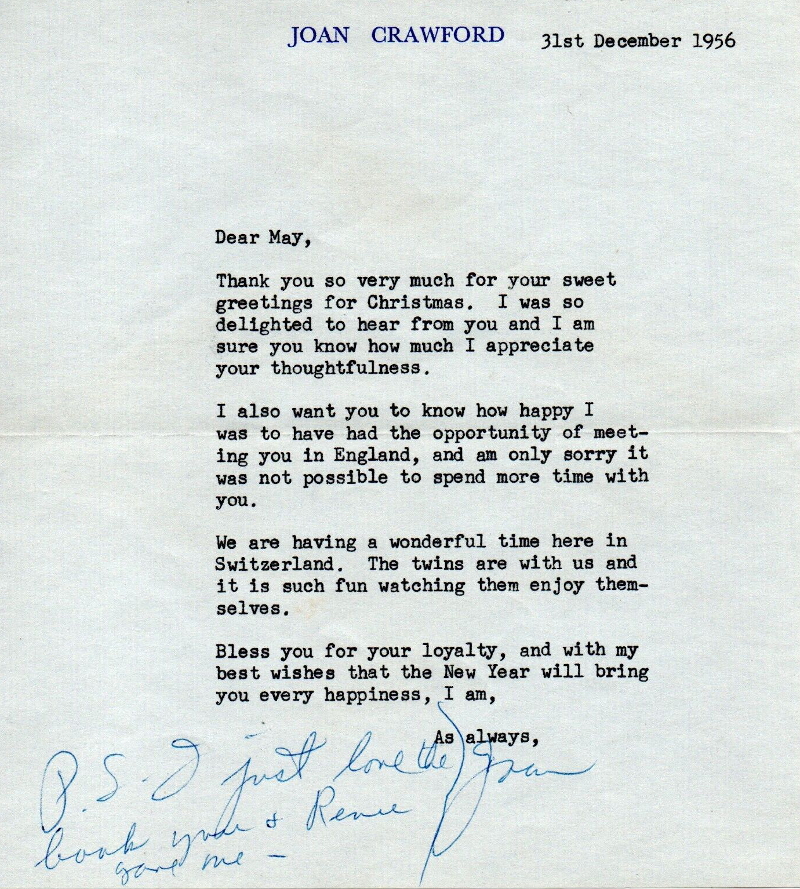 JOAN CRAWFORD 31st December 1956
Dear May,
Thank you so very much for your sweet
greetings for Christmas. I was so
delighted to hear from you and I am
sure you know how much I appreciate
your thoughtfulness.
I also want you to know how happy I
was to have had the opportunity of meet-
ing you in England, and am only sorry it
was not possible to spend more time with
you.
We are having a wonderful time here in
Switzerland. The twins are with us and
it is such fun watching them enjoy them-
selves.
Bless you for your loyalty, and with my
best wishes that the New Year will bring
you every happiness, I am,
As always,
Joan
P.S. I just love the
book you & Renee
gave me -